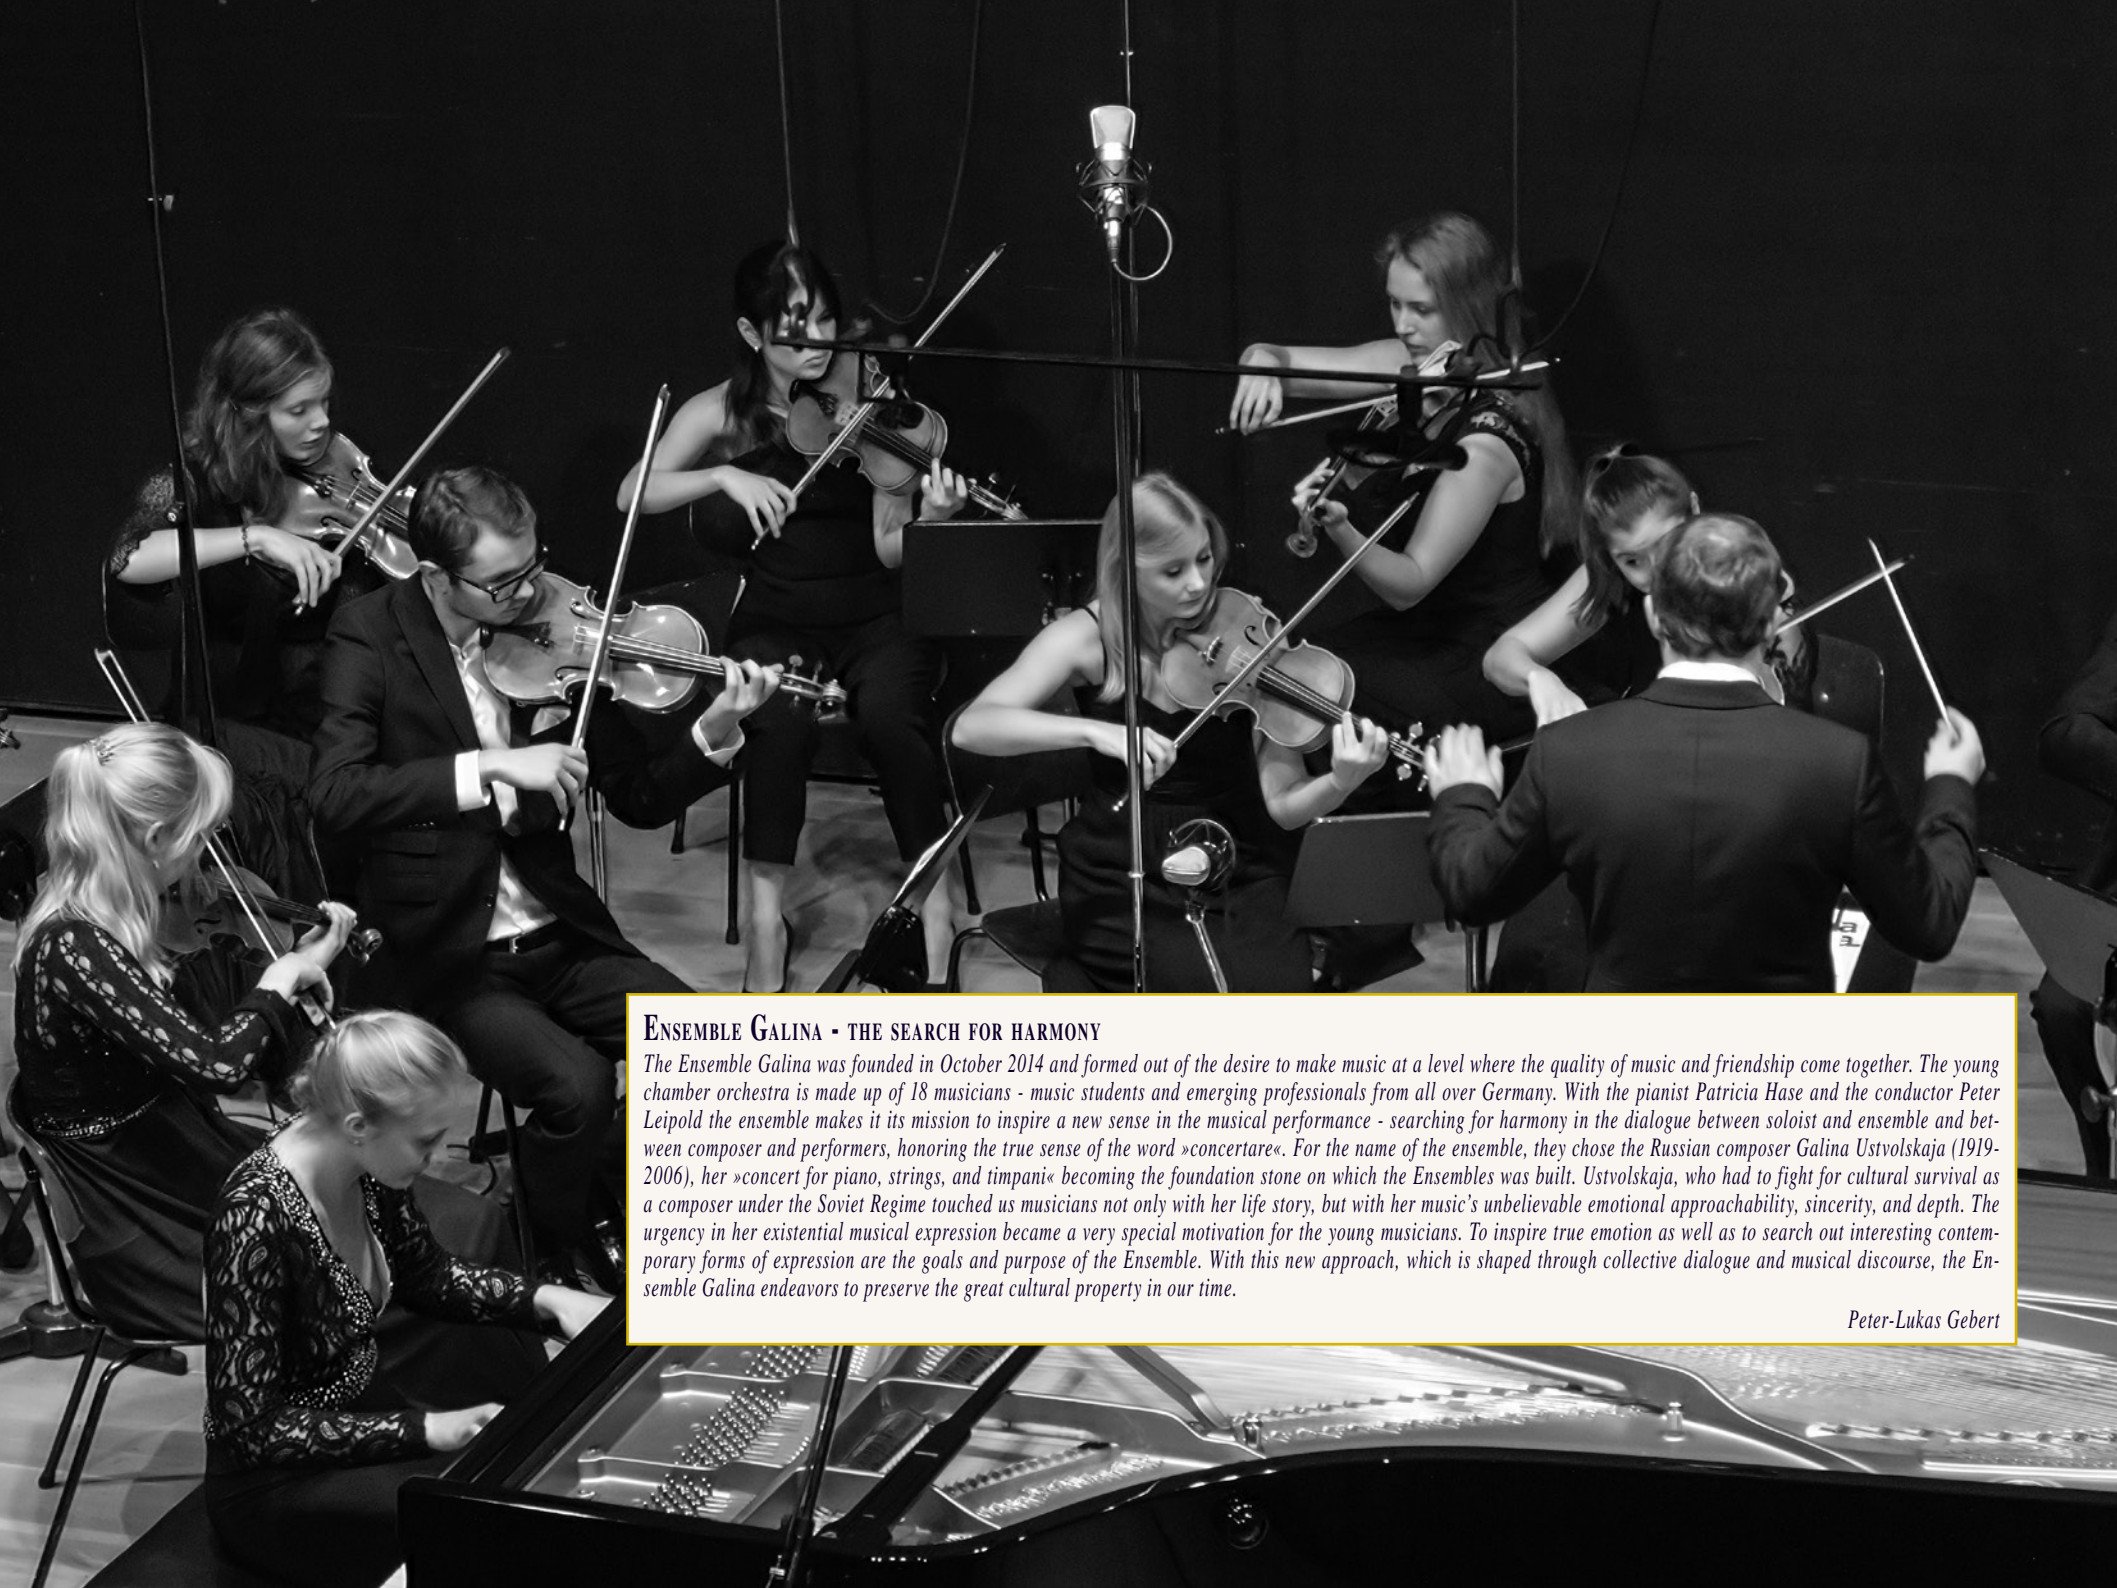 Ensemble Galina - the search for harmony
The Ensemble Galina was founded in October 2014 and formed out of the desire to make music at a level where the quality of music and friendship come together. The young
chamber orchestra is made up of 18 musicians - music students and emerging professionals from all over Germany. With the pianist Patricia Hase and the conductor Peter
Leipold the ensemble makes it its mission to inspire a new sense in the musical performance - searching for harmony in the dialogue between soloist and ensemble and bet-
ween composer and performers, honoring the true sense of the word »concertare«. For the name of the ensemble, they chose the Russian composer Galina Ustvolskaja (1919-
2006), her »concert for piano, strings, and timpani« becoming the foundation stone on which the Ensembles was built. Ustvolskaja, who had to fight for cultural survival as
a composer under the Soviet Regime touched us musicians not only with her life story, but with her music's unbelievable emotional approachability, sincerity, and depth. The
urgency in her existential musical expression became a very special motivation for the young musicians. To inspire true emotion as well as to search out interesting contem-
porary forms of expression are the goals and purpose of the Ensemble. With this new approach, which is shaped through collective dialogue and musical discourse, the En-
semble Galina endeavors to preserve the great cultural property in our time.
Peter-Lukas Gebert